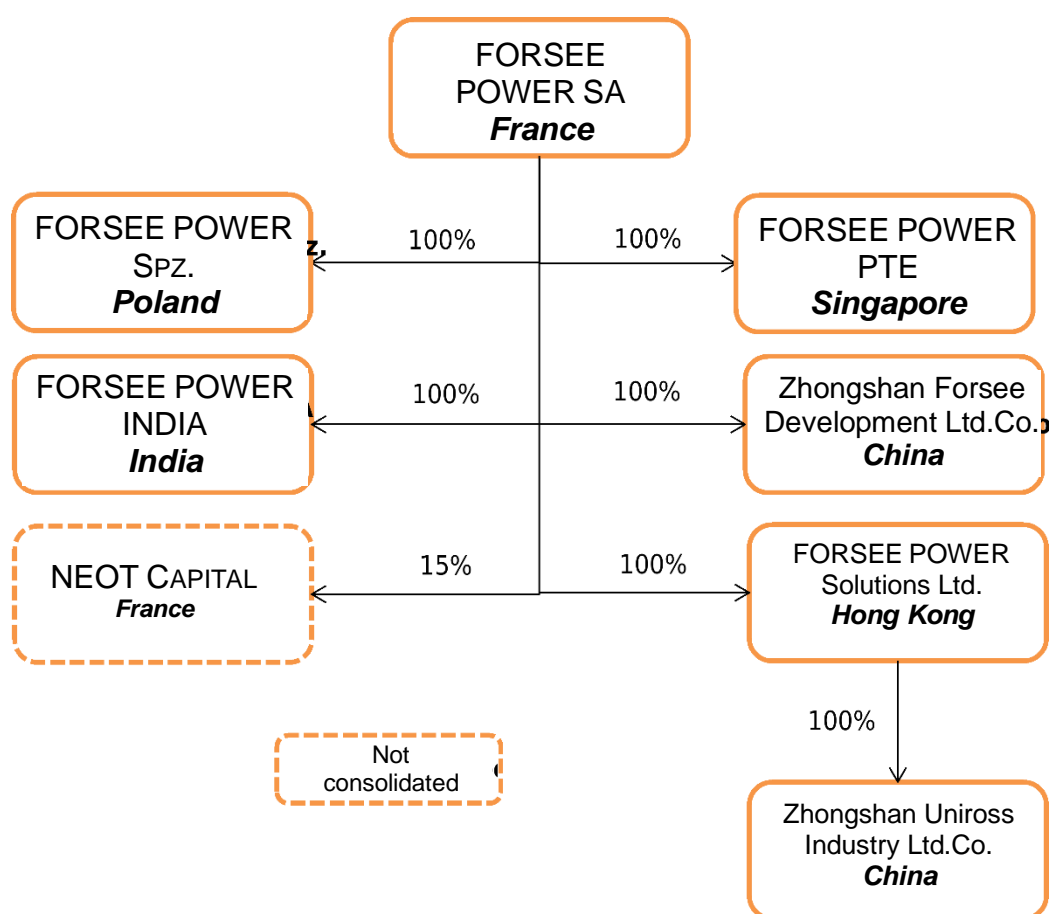 FORSEE
POWER SA
France
FORSEE POWER
SPZ.
Poland
z,
100%
100%
FORSEE POWER
PTE
Singapore
FORSEE POWER
INDIA
India
100%
100%
Zhongshan Forsee
Development Ltd.Co.
China
NEOT CAPITAL
France
15%
100%
FORSEE POWER
Solutions Ltd.
Hong Kong
100%
Not
consolidated
Zhongshan Uniross
Industry Ltd.Co.
China